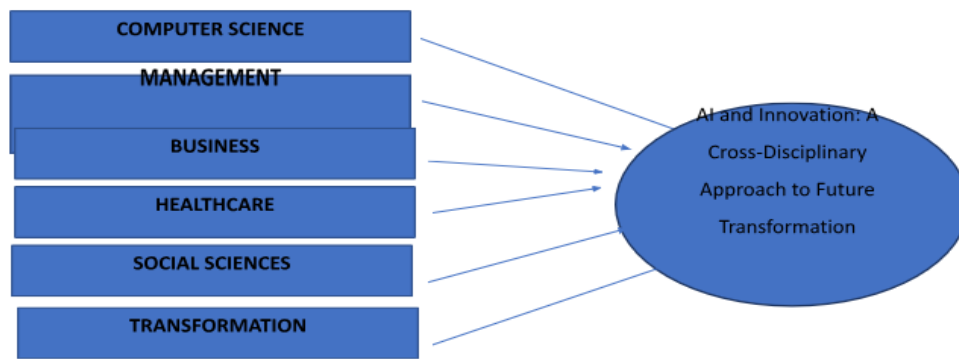 COMPUTER SCIENCE
MANAGEMENT
BUSINESS
HEALTHCARE
SOCIAL SCIENCES
TRANSFORMATION
AI and Innovation: A
Cross-Disciplinary
Approach to Future
Transformation